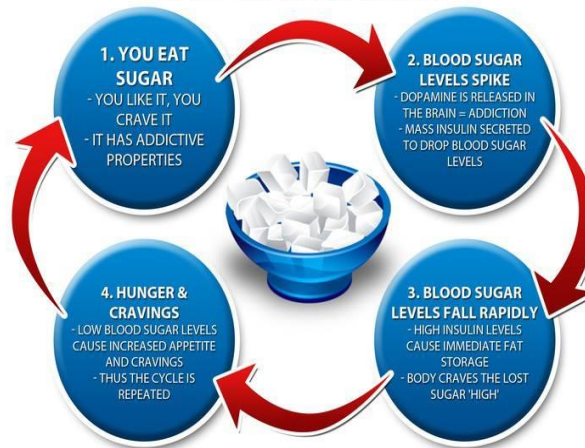 1. YOU EAT
SUGAR
- YOU LIKE IT, YOU
CRAVE IT
- IT HAS ADDICTIVE
PROPERTIES
2. BLOOD SUGAR
LEVELS SPIKE
- DOPAMINE IS RELEASED IN
THE BRAIN = ADDICTION
- MASS INSULIN SECRETED
TO DROP BLOOD SUGAR
LEVELS
3. BLOOD SUGAR
LEVELS FALL RAPIDLY
- HIGH INSULIN LEVELS
CAUSE IMMEDIATE FAT
STORAGE
- BODY CRAVES THE LOST
SUGAR 'HIGH'
4. HUNGER &
CRAVINGS
- LOW BLOOD SUGAR LEVELS
CAUSE INCREASED APPETITE
AND CRAVINGS
- THUS THE CYCLE IS
REPEATED